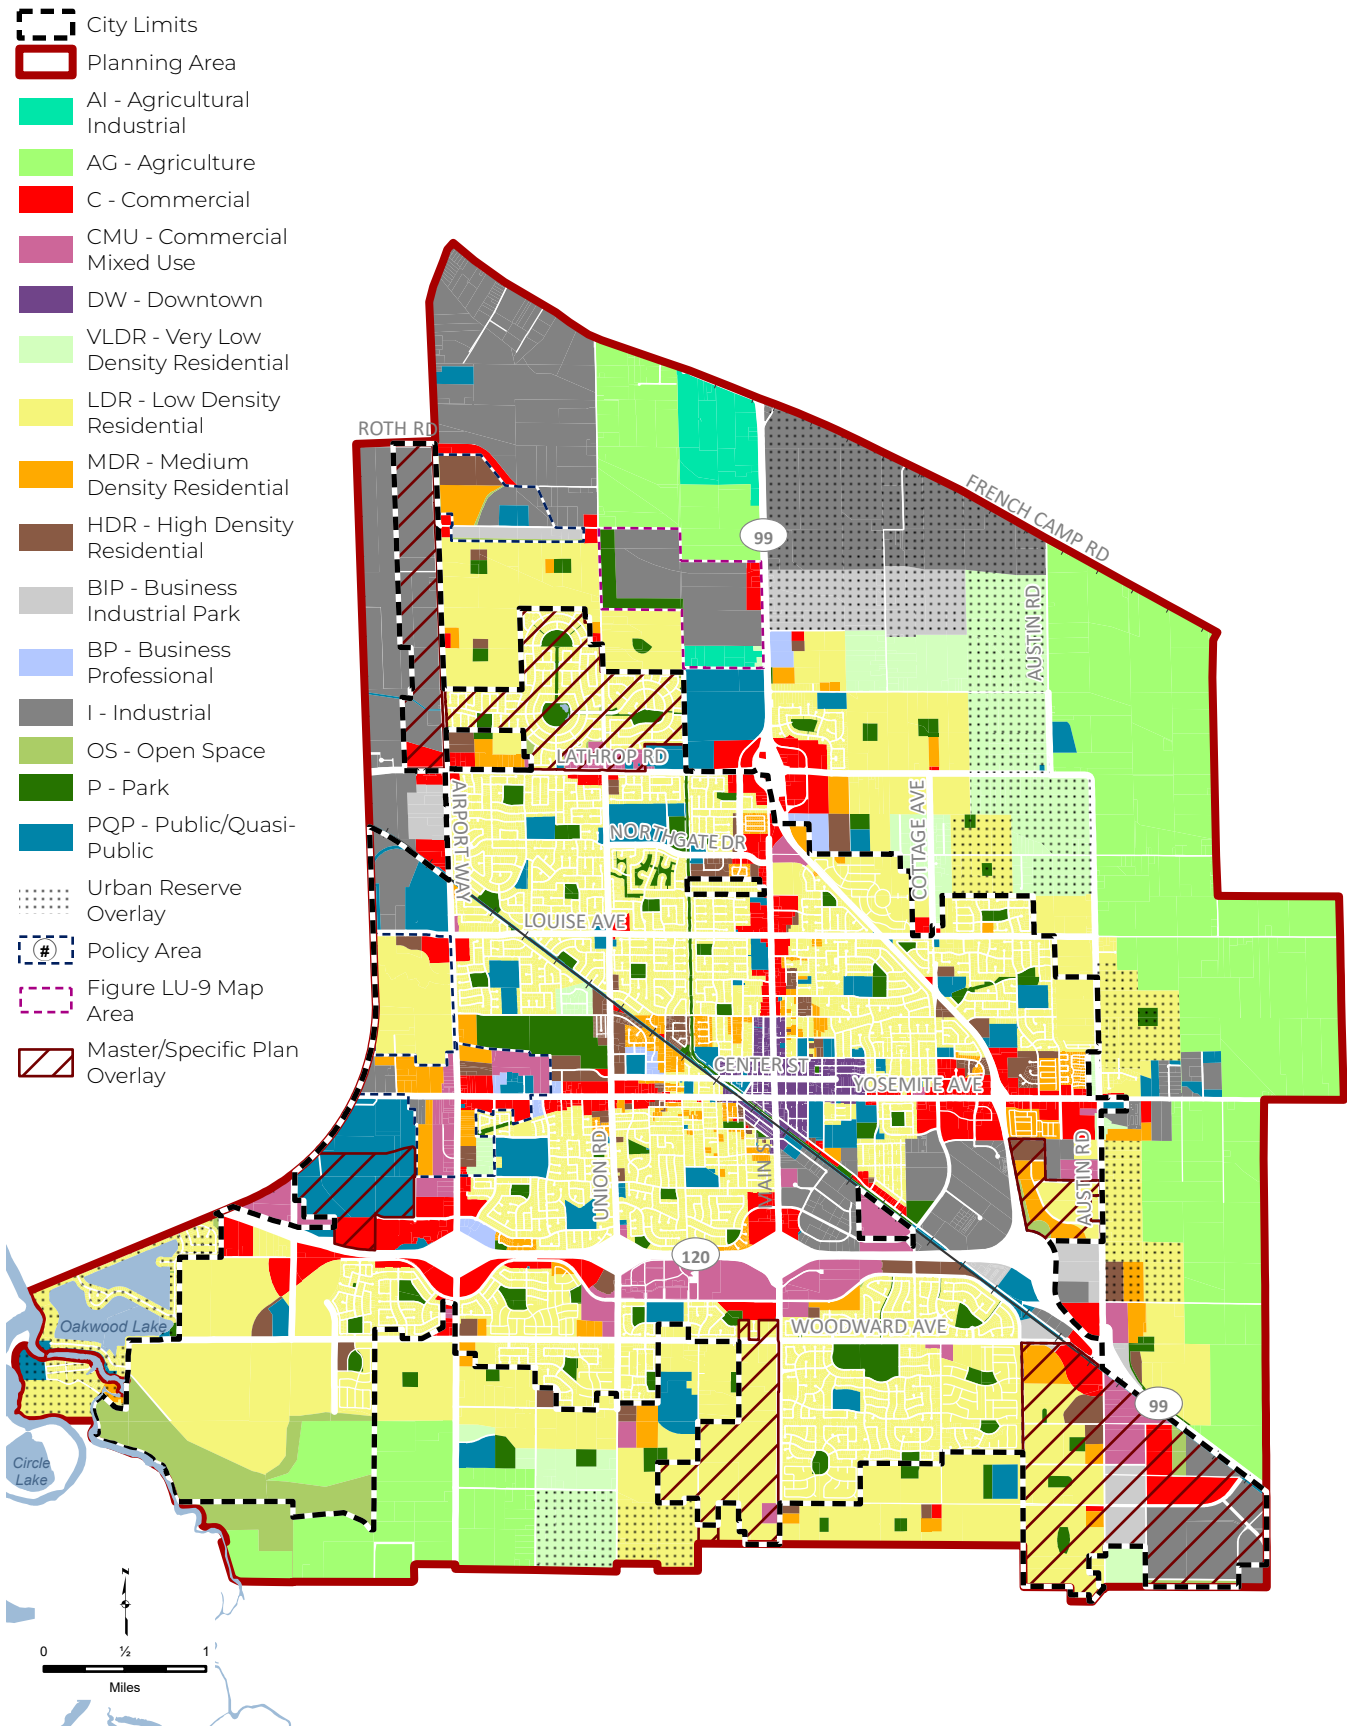 City Limits
Planning Area
AI - Agricultural
Industrial
AG - Agriculture
C - Commercial
CMU - Commercial
Mixed Use
DW - Downtown
VLDR - Very Low
Density Residential
LDR - Low Density
Residential
MDR - Medium
Density Residential
HDR - High Density
Residential
BIP - Business
Industrial Park
BP - Business
Professional
I - Industrial
OS - Open Space
P - Park
PQP - Public/Quasi-
Public
Urban Reserve
Overlay
#
Policy Area
Figure LU-9 Map
Area
Master/Specific Plan
Overlay
ROTH RD
FRENCH CAMP RD
99
AUSTIN RD
LATHROP RD
AIRPORT WAY
NORTHGATE DR
COTTAGE AVE
LOUISE AVE
CENTER ST
YOSEMITE AVE
UNION RD
MAIN ST
AUSTIN RD
120
WOODWARD AVE
Oakwood Lake
99
Circle
Lake
N
0 ½ 1
Miles